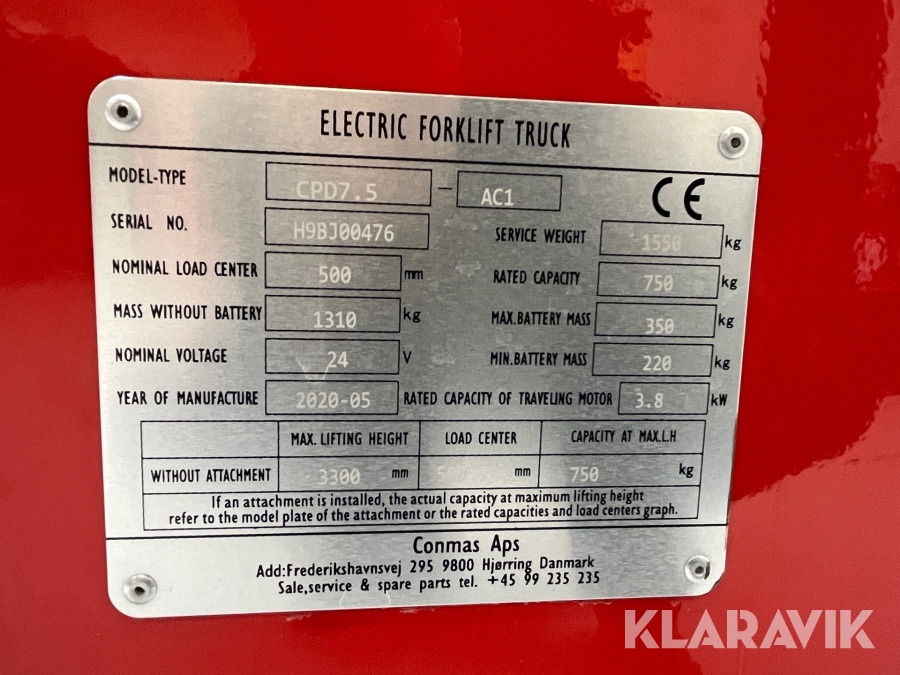 ELECTRIC FORKLIFT TRUCK
MODEL-TYPE CPD7.5 – AC1 CE
SERIAL NO. H9BJ00476 SERVICE WEIGHT 1550 kg
NOMINAL LOAD CENTER 500 mm RATED CAPACITY 750 kg
MASS WITHOUT BATTERY 1310 kg MAX.BATTERY MASS 350 kg
NOMINAL VOLTAGE 24 V MIN.BATTERY MASS 220 kg
YEAR OF MANUFACTURE 2020-05 RATED CAPACITY OF TRAVELING MOTOR 3.8 kW
MAX. LIFTING HEIGHT LOAD CENTER CAPACITY AT MAX.LH
WITHOUT ATTACHMENT 3300 mm mm 750 kg
If an attachment is installed, the actual capacity at maximum lifting height
refer to the model plate of the attachment or the rated capacities and load centers graph.
Conmas Aps
Add:Frederikshavnsvej 295 9800 Hjørring Danmark
Sale,service & spare parts tel. +45 99 235 235
KLARAVIK